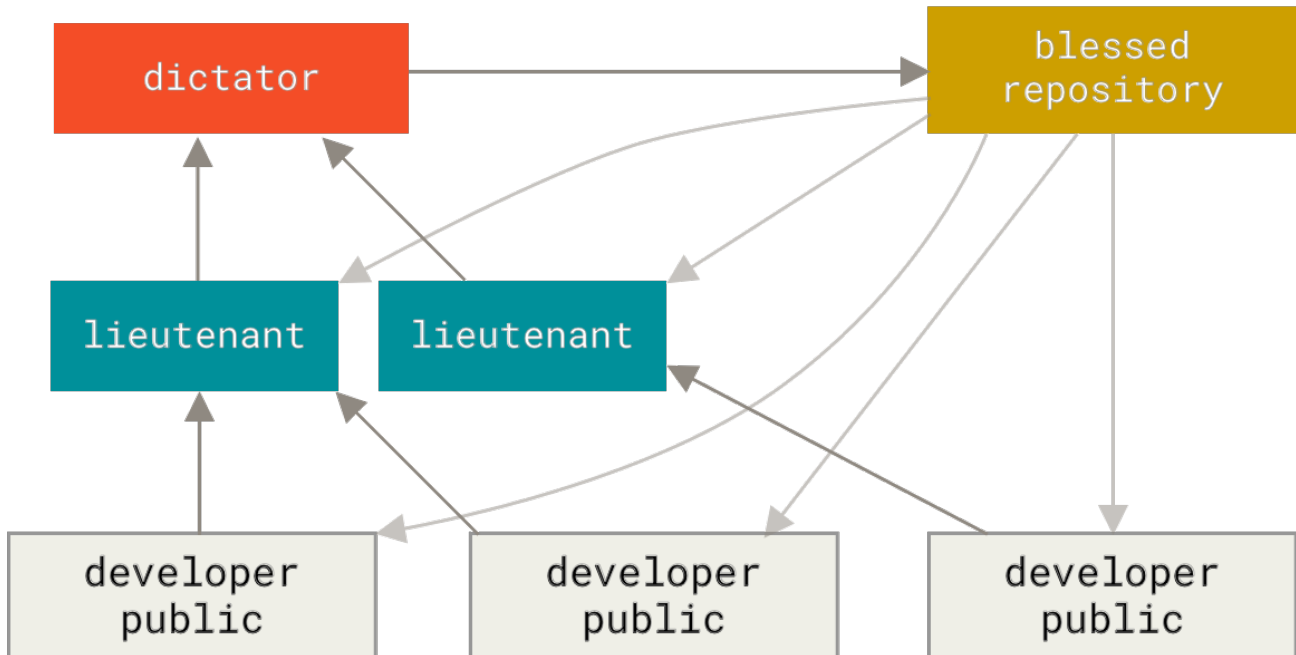 dictator
blessed
repository
lieutenant
lieutenant
developer
public
developer
public
developer
public